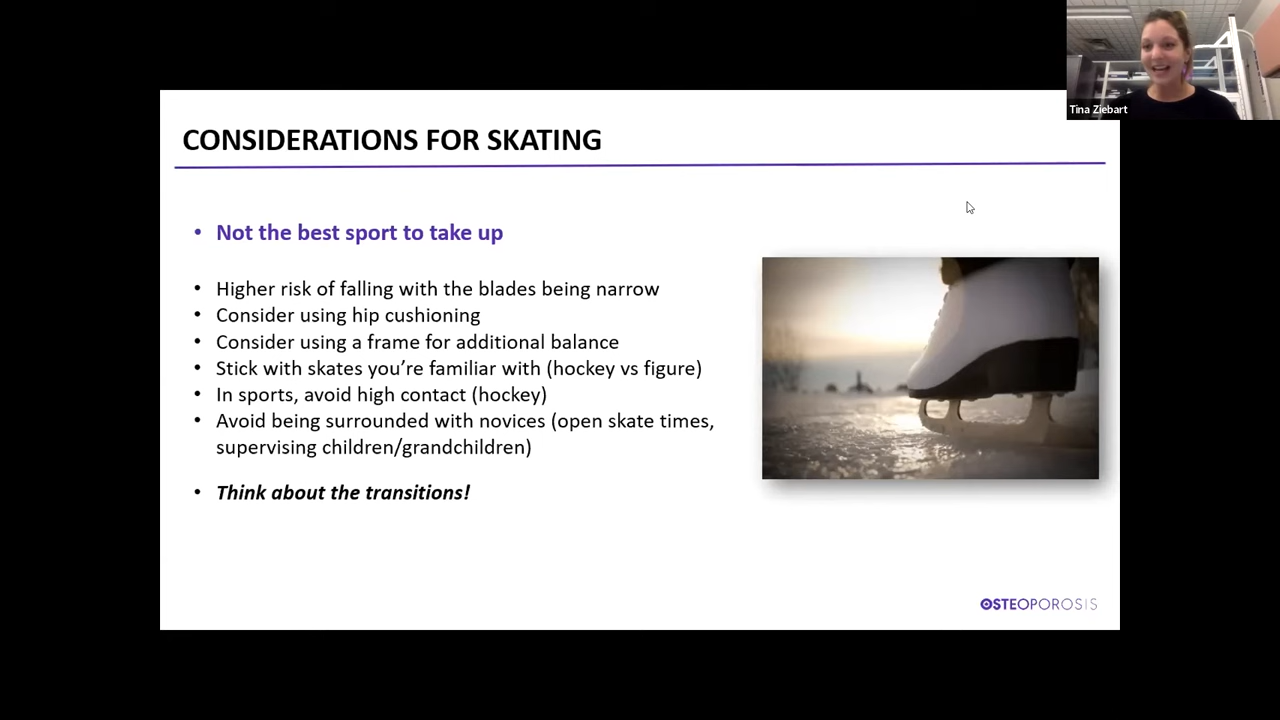 Tina Ziebart
CONSIDERATIONS FOR SKATING
• Not the best sport to take up
• Higher risk of falling with the blades being narrow
• Consider using hip cushioning
• Consider using a frame for additional balance
• Stick with skates you’re familiar with (hockey vs figure)
• In sports, avoid high contact (hockey)
• Avoid being surrounded with novices (open skate times,
supervising children/grandchildren)
• Think about the transitions!
OSTEOPOROSIS